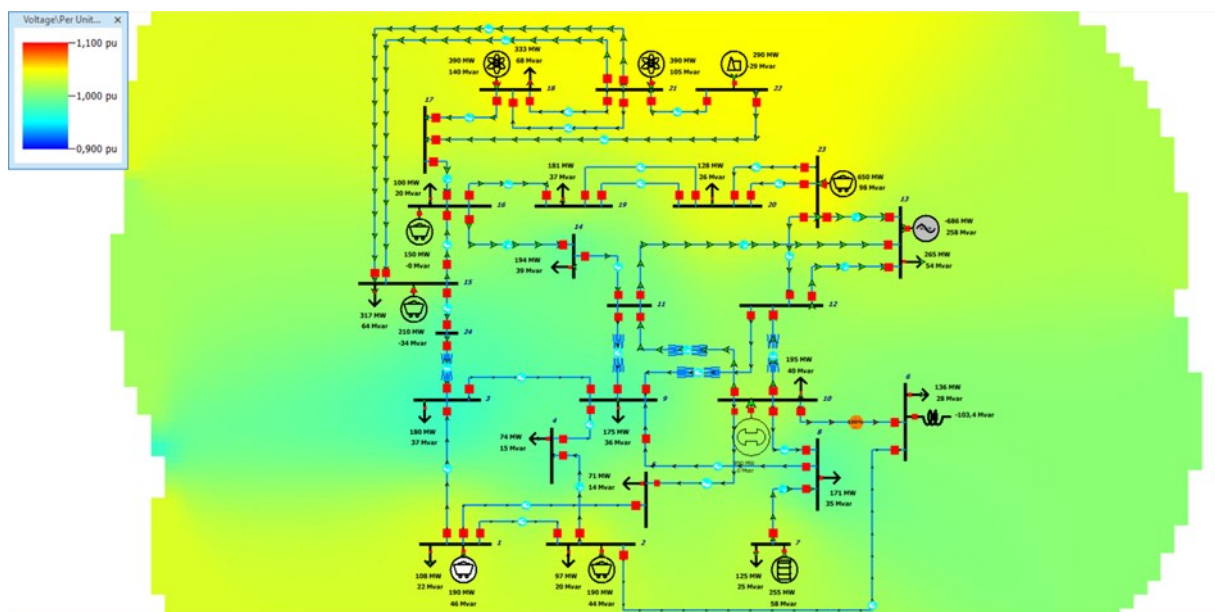 Voltage\Per Unit... ×
1,100 pu
1,000 pu
0,900 pu
390 MW
140 Mvar
333 MW
68 Mvar
390 MW
105 Mvar
290 MW
-29 Mvar
18
21
22
17
23
181 MW
37 Mvar
128 MW
26 Mvar
650 MW
98 Mvar
100 MW
20 Mvar
16
19
20
13
-686 MW
258 Mvar
150 MW
-0 Mvar
14
194 MW
39 Mvar
265 MW
54 Mvar
15
11
12
317 MW
64 Mvar
210 MW
-34 Mvar
24
195 MW
40 Mvar
6
3
9
10
136 MW
28 Mvar
-103,4 Mvar
180 MW
37 Mvar
4
74 MW
15 Mvar
175 MW
36 Mvar
8
71 MW
14 Mvar
171 MW
35 Mvar
1
2
7
108 MW
22 Mvar
190 MW
46 Mvar
97 MW
20 Mvar
190 MW
44 Mvar
125 MW
25 Mvar
255 MW
58 Mvar